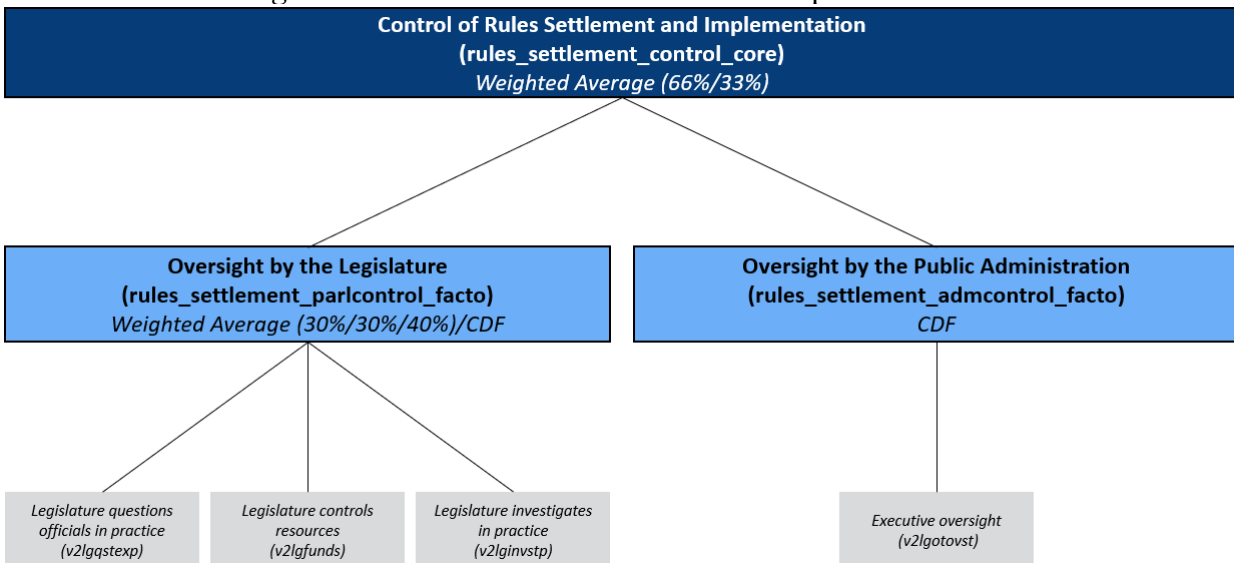 Control of Rules Settlement and Implementation
(rules_settlement_control_core)
Weighted Average (66%/33%)
Oversight by the Legislature
(rules_settlement_parlcontrol_facto)
Weighted Average (30%/30%/40%)/CDF
Oversight by the Public Administration
(rules_settlement_admcontrol_facto)
CDF
Legislature questions
officials in practice
(v2lgqstexp)
Legislature controls
resources
(v2lgfunds)
Legislature investigates
in practice
(v2lginvstp)
Executive oversight
(v2lgotovst)